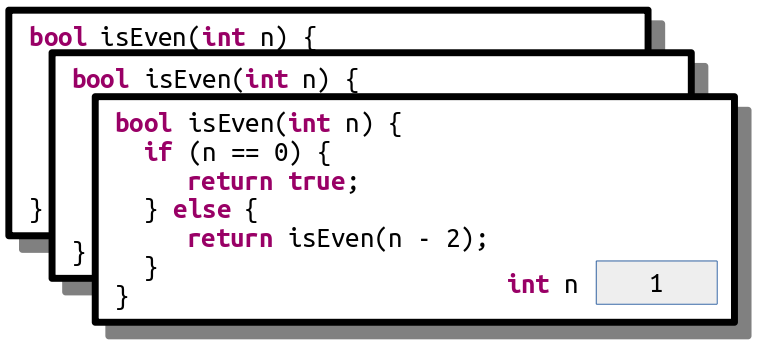 bool isEven(int n) {
}
bool isEven(int n) {
}
bool isEven(int n) {
  if (n == 0) {
     return true;
  } else {
     return isEven(n - 2);
  }
}
int n 1